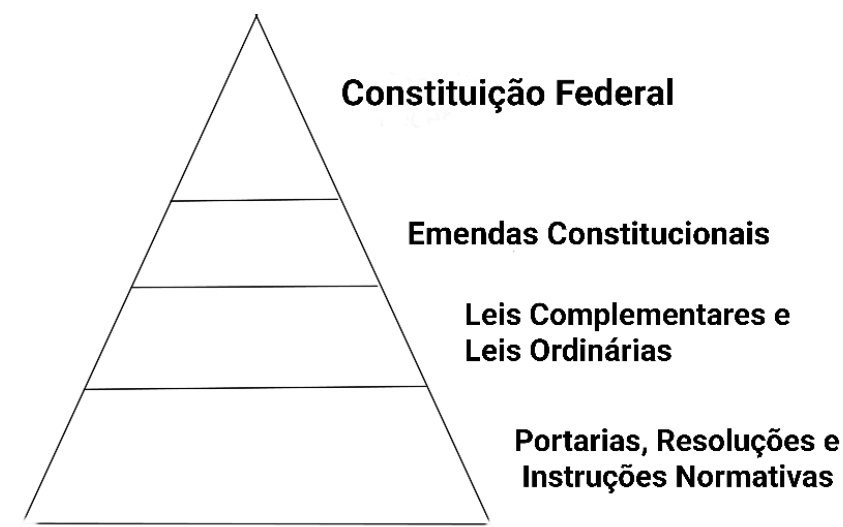 Constituição Federal
Emendas Constitucionais
Leis Complementares e
Leis Ordinárias
Portarias, Resoluções e
Instruções Normativas